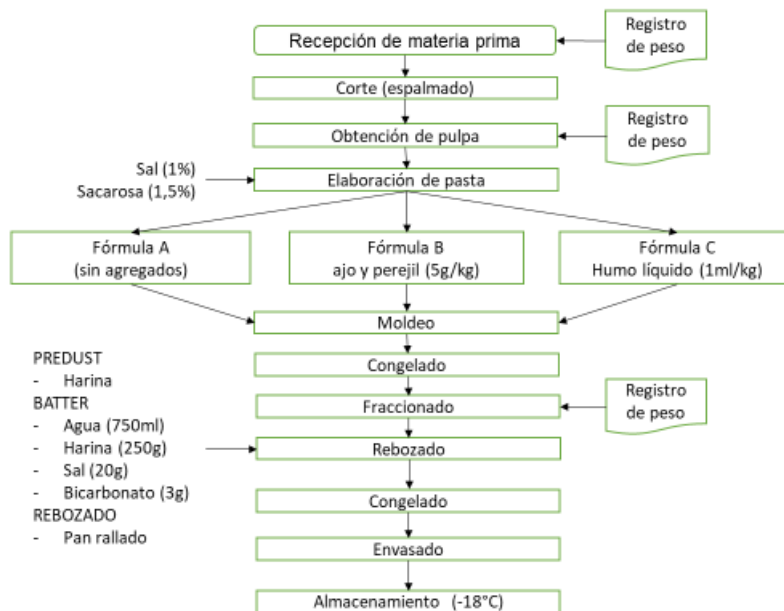 Recepción de materia prima
Registro
de peso
Corte (espalmado)
Obtención de pulpa
Registro
de peso
Sal (1%)
Sacarosa (1,5%)
Elaboración de pasta
Fórmula A
(sin agregados)
Fórmula B
ajo y perejil (5g/kg)
Fórmula C
Humo líquido (1ml/kg)
Moldeo
Congelado
Fraccionado
Registro
de peso
PREDUST
- Harina
BATTER
- Agua (750ml)
- Harina (250g)
- Sal (20g)
- Bicarbonato (3g)
REBOZADO
- Pan rallado
Rebozado
Congelado
Envasado
Almacenamiento (-18°C)